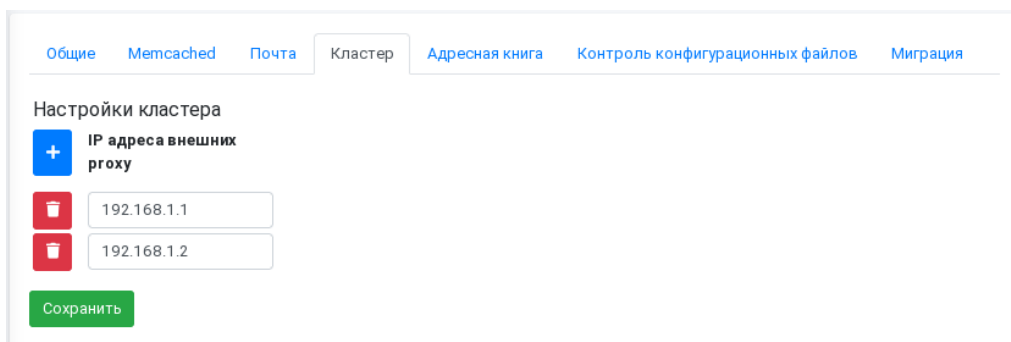 Общие Memcached Почта Кластер Адресная книга Контроль конфигурационных файлов Миграция
Настройки кластера
IP адреса внешних
proxy
192.168.1.1
192.168.1.2
Сохранить